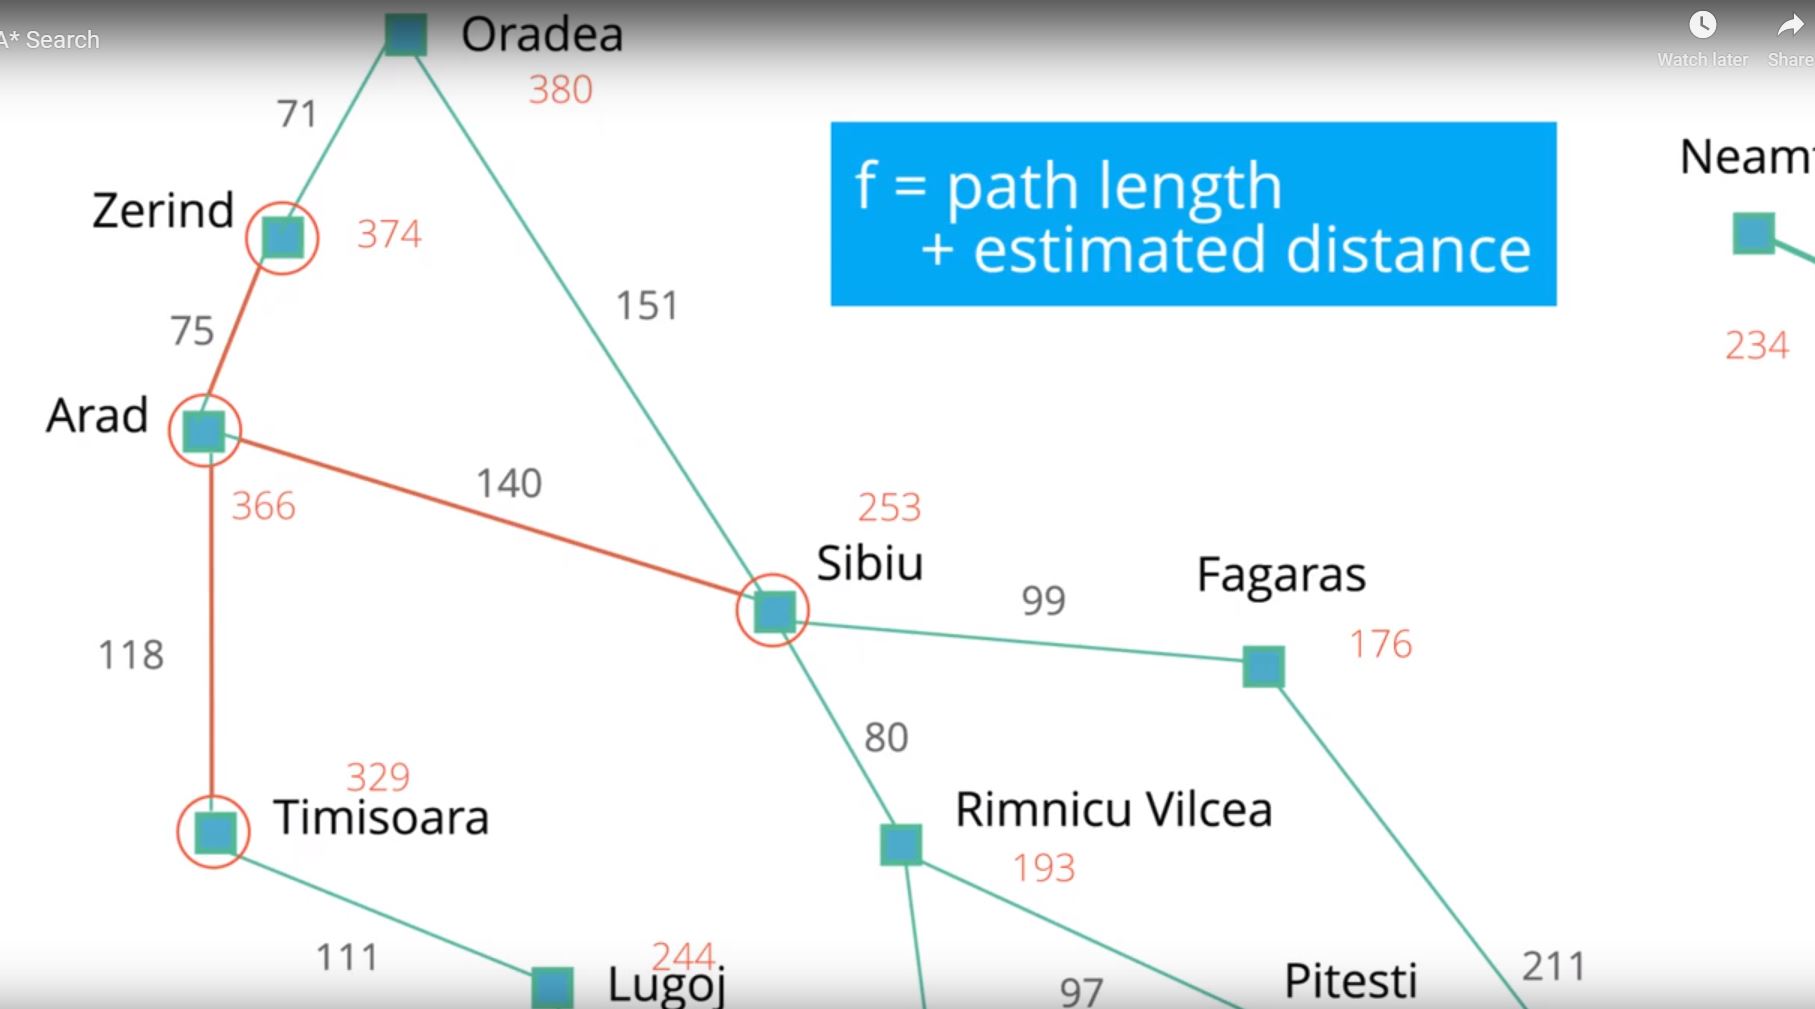 A* Search
Watch later
Share
Oradea
380
71
f = path length
+ estimated distance
Zerind
374
234
151
75
Arad
140
366
253
Sibiu
99
Fagaras
176
118
80
329
Timisoara
Rimnicu Vilcea
193
111
244
Lugoj
97
Pitesti
211